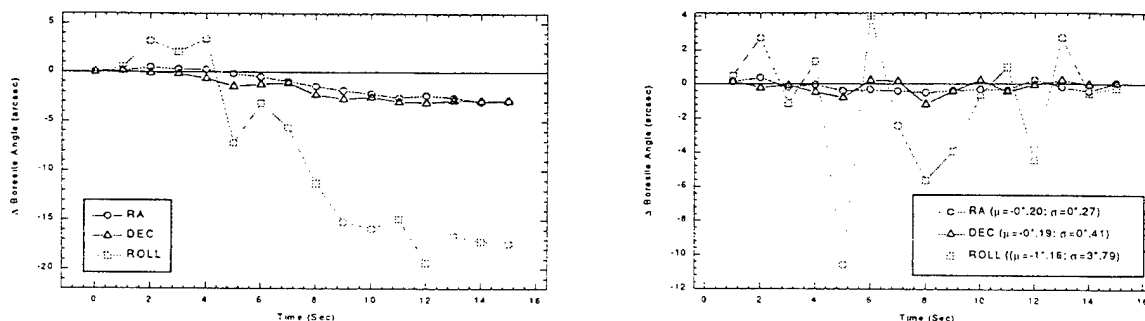 5
0
-5
-10
-15
-20
Δ Boresite Angle (arcsec)
RA
DEC
ROLL
0 2 4 6 8 10 12 14 16
Time (Sec)
4
2
0
-2
-4
-6
-8
-10
-12
Δ Boresite Angle (arcsec)
RA (μ=-0".20; σ=0".27)
DEC (μ=-0".19; σ=0".41)
ROLL ((μ=-1".16; σ=3".79)
0 2 4 6 8 10 12 14 16
Time (Sec)